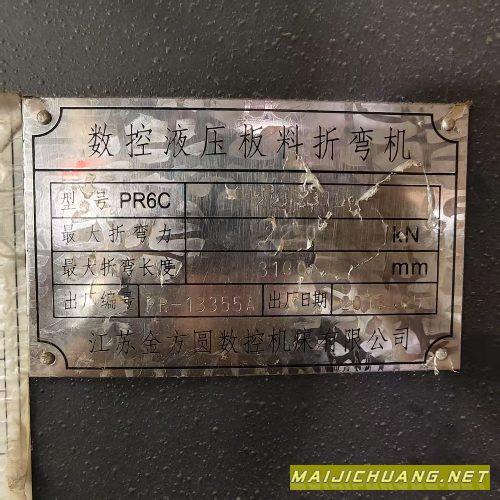 数控液压板料折弯机
型号 PR6C
最大折弯力 kN
最大折弯长度 3100 mm
出厂编号 PR-13355A 出厂日期
江苏金方圆数控机床有限公司
MAIJICHUANG.NET